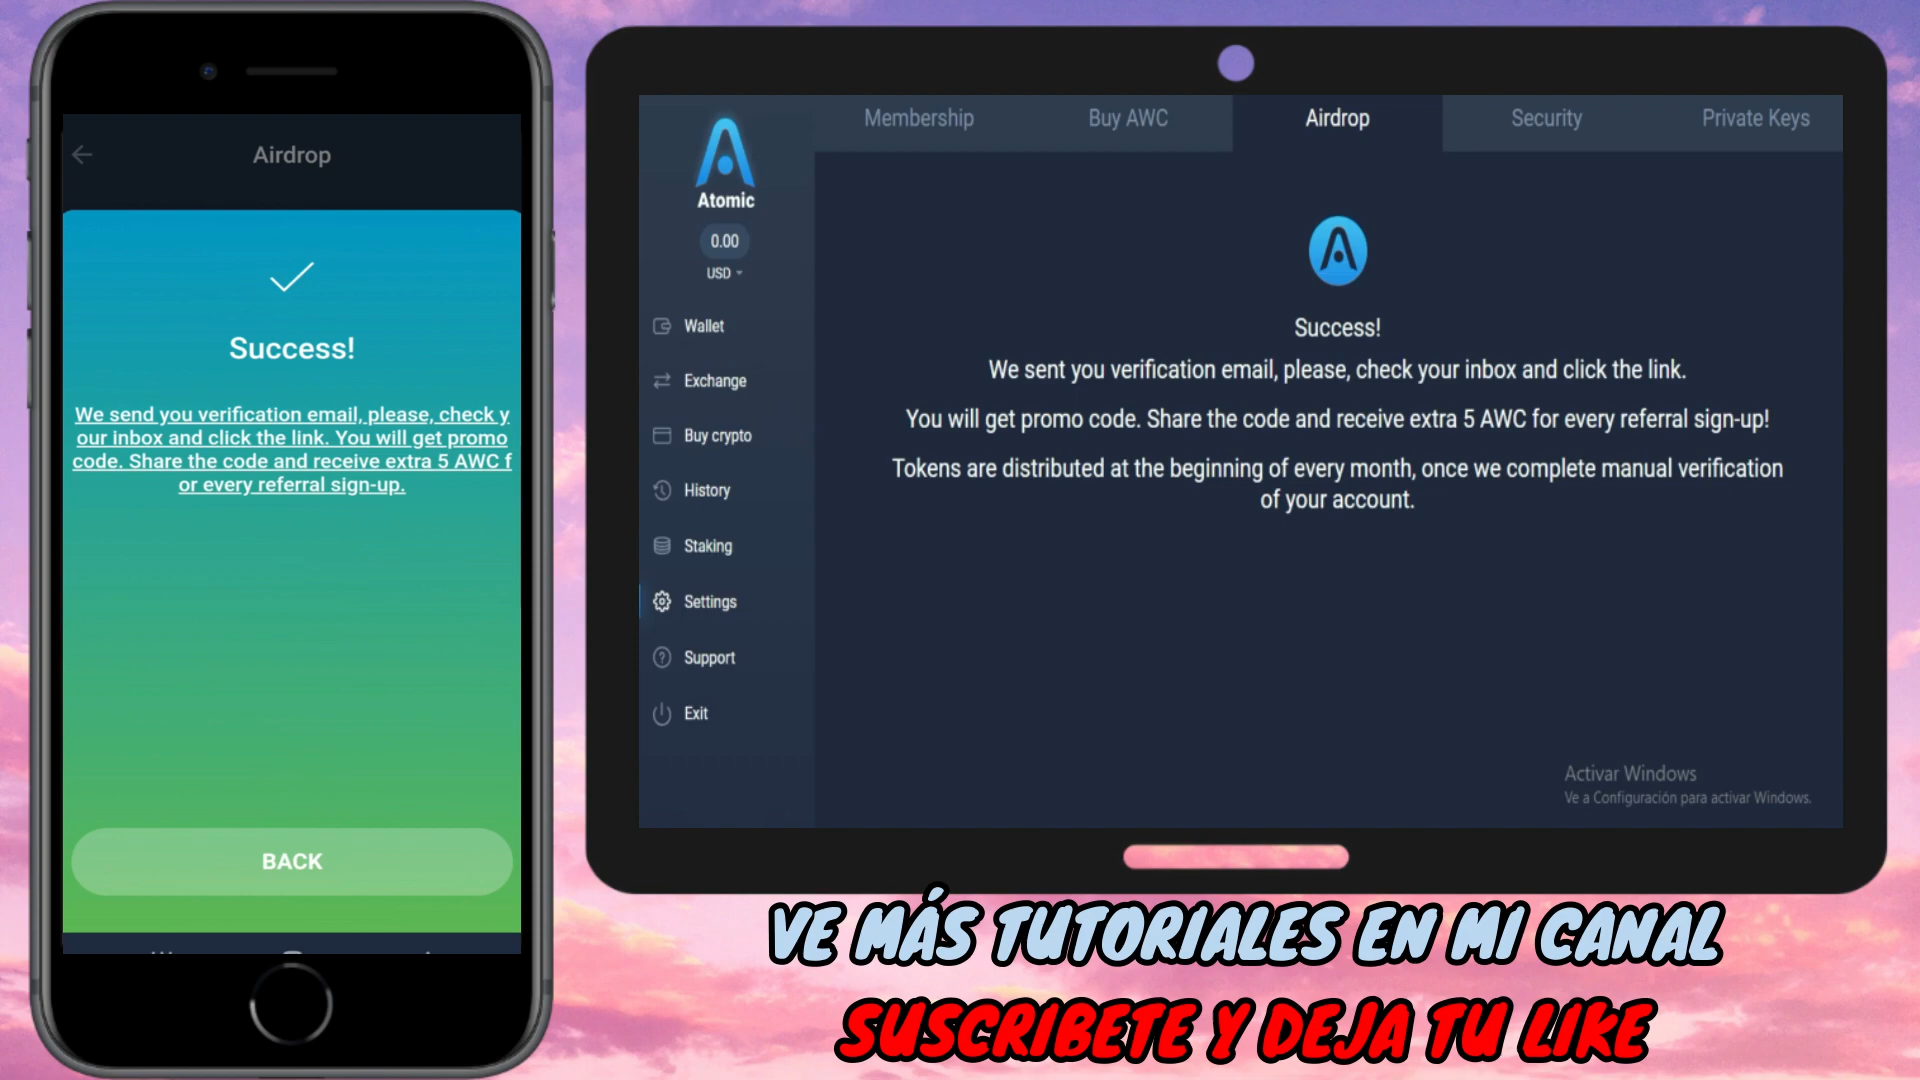 Airdrop
Success!
We send you verification email, please, check y
our inbox and click the link. You will get promo
code. Share the code and receive extra 5 AWC f
or every referral sign-up.
BACK
Membership
Buy AWC
Airdrop
Security
Private Keys
Atomic
0.00
USD
Wallet
Exchange
Buy crypto
History
Staking
Settings
Support
Exit
Success!
We sent you verification email, please, check your inbox and click the link.
You will get promo code. Share the code and receive extra 5 AWC for every referral sign-up!
Tokens are distributed at the beginning of every month, once we complete manual verification
of your account.
Activar Windows
Ve a Configuración para activar Windows.
VE MÁS TUTORIALES EN MI CANAL
SUSCRIBETE Y DEJA TU LIKE